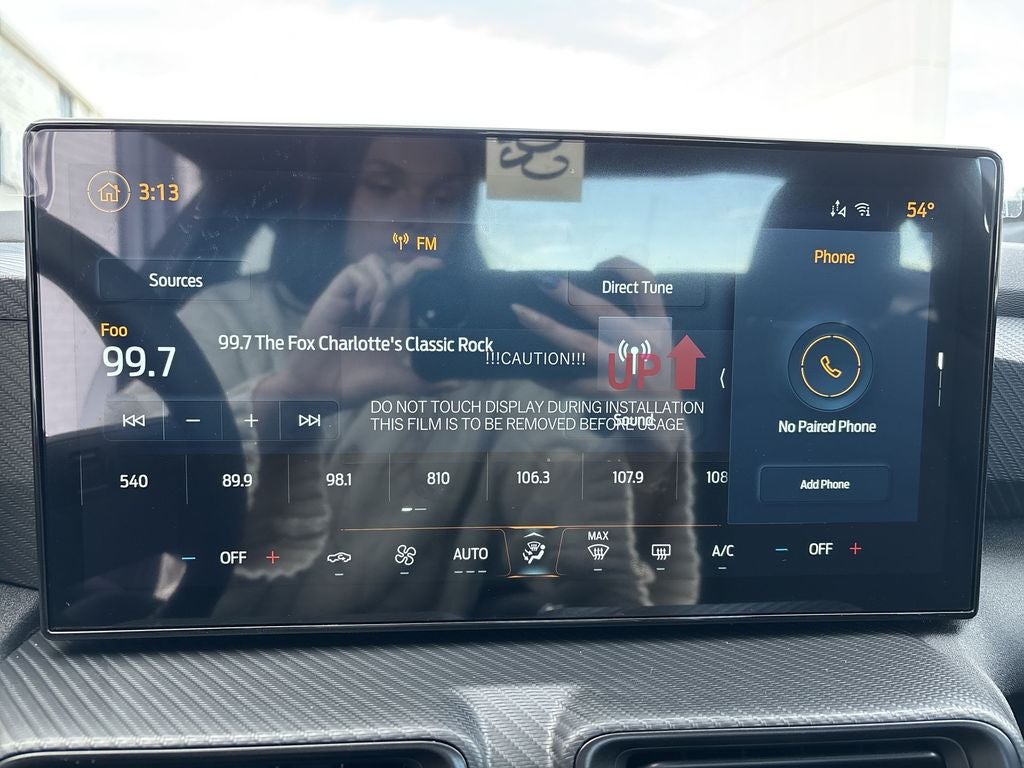 3:13
54°
FM
Phone
Sources
Direct Tune
Foo
99.7
99.7 The Fox Charlotte's Classic Rock
!!!CAUTION!!!
UP
DO NOT TOUCH DISPLAY DURING INSTALLATION
THIS FILM IS TO BE REMOVED BEFORE USAGE
Sound
No Paired Phone
Add Phone
540 89.9 98.1 810 106.3 107.9 108
OFF AUTO MAX A/C OFF